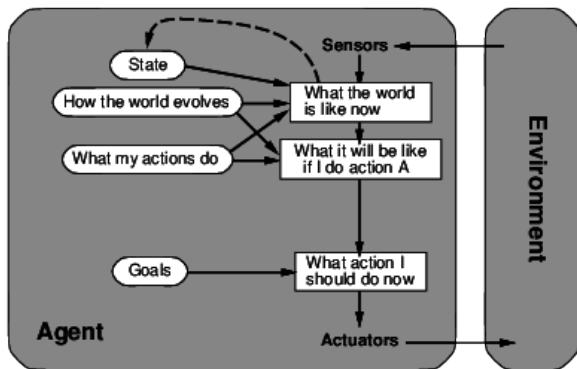 Sensors
State
What the world
is like now
How the world evolves
What it will be like
if I do action A
What my actions do
Goals
What action I
should do now
Agent
Actuators
Environment